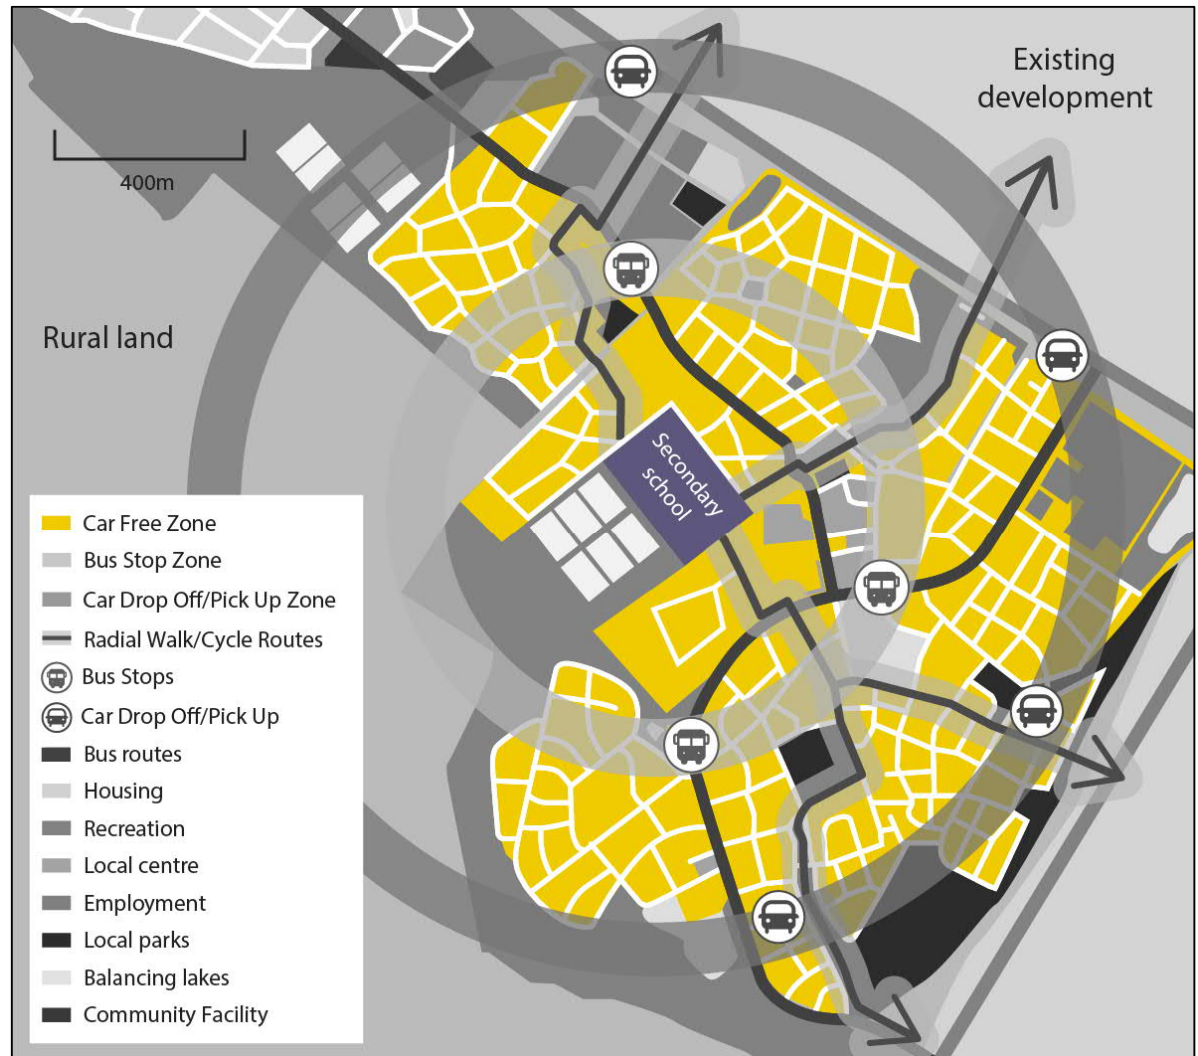 Existing
development
400m
Rural land
Secondary
school
Car Free Zone
Bus Stop Zone
Car Drop Off/Pick Up Zone
Radial Walk/Cycle Routes
Bus Stops
Car Drop Off/Pick Up
Bus routes
Housing
Recreation
Local centre
Employment
Local parks
Balancing lakes
Community Facility